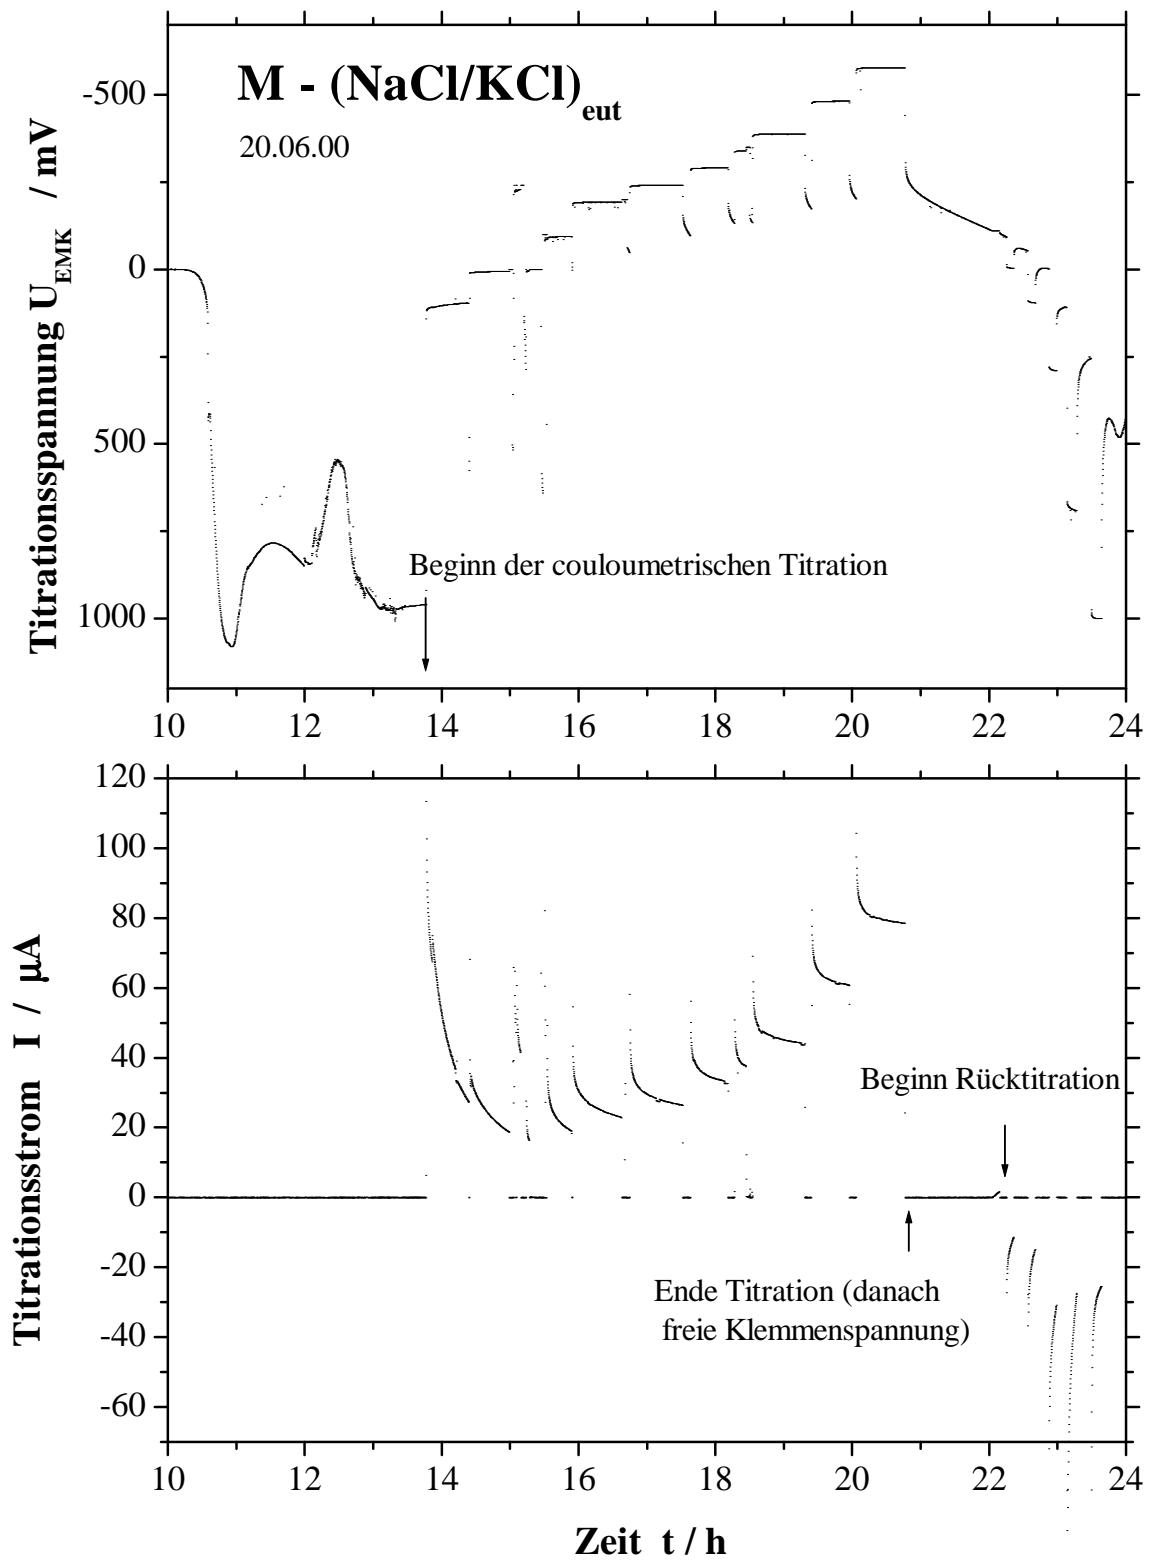 M - (NaCl/KCl)eut
20.06.00
Titrationsspannung UEMK / mV
-500
0
500
1000
Beginn der couloumetrischen Titration
10 12 14 16 18 20 22 24
Titrationsstrom I / µA
120
100
80
60
40
20
0
-20
-40
-60
Beginn Rücktitration
Ende Titration (danach
freie Klemmenspannung)
10 12 14 16 18 20 22 24
Zeit t / h